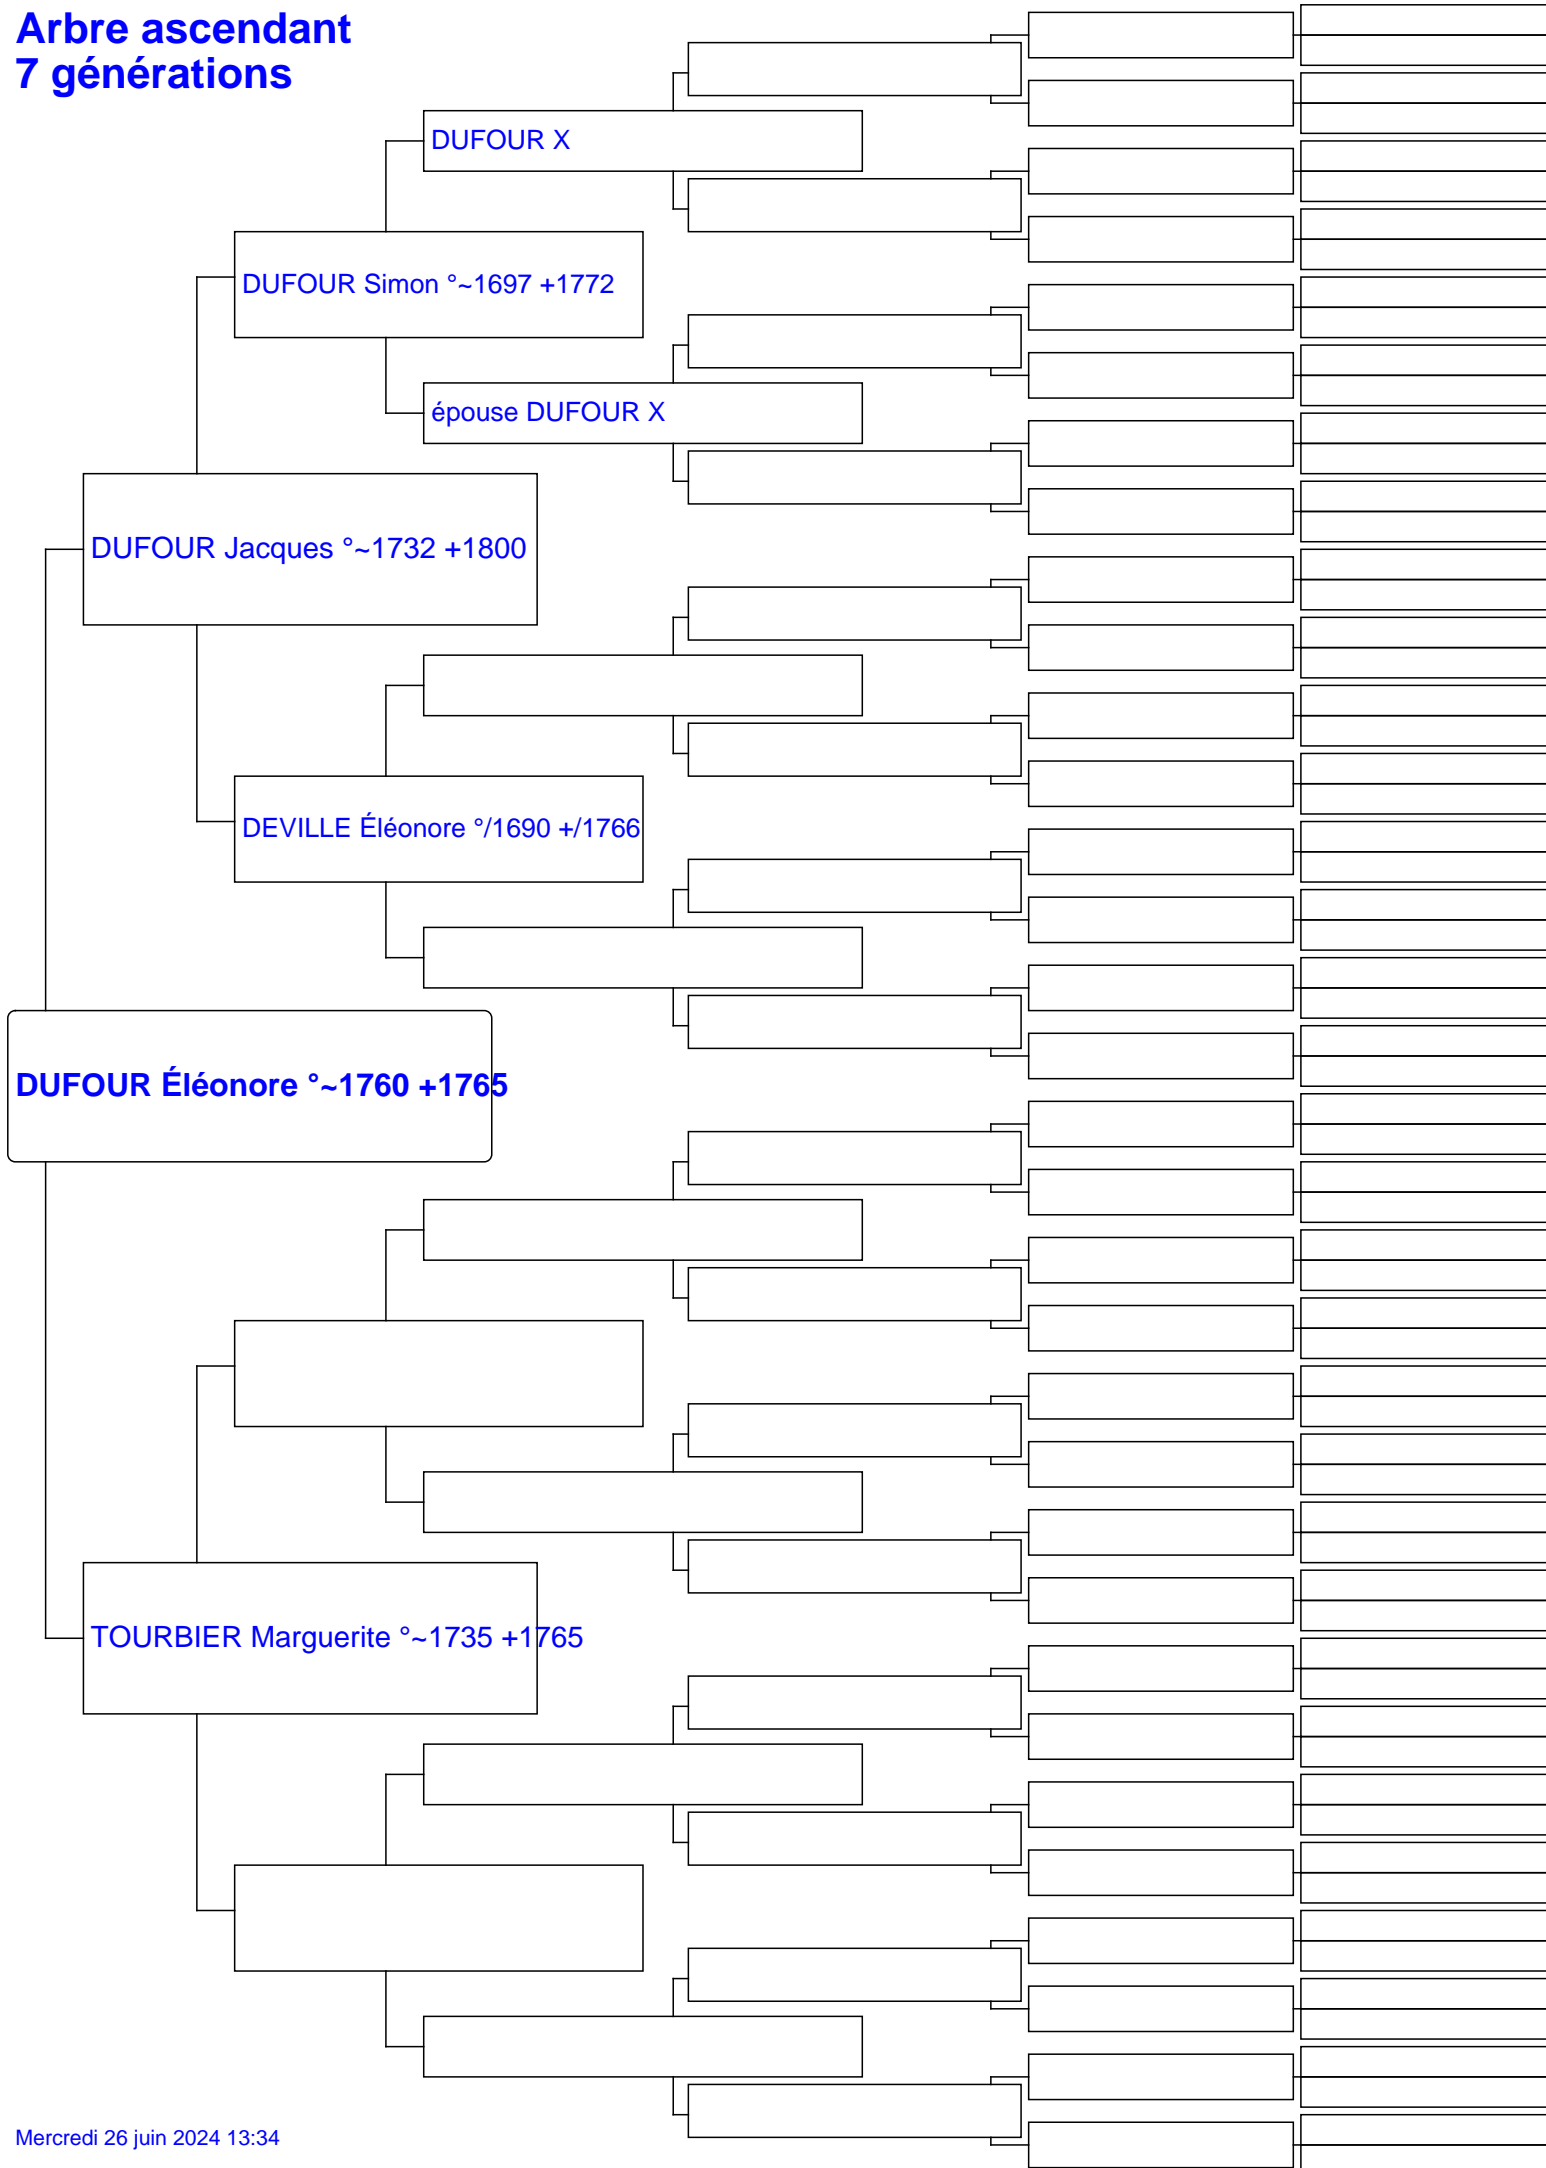 Arbre ascendant
7 générations
DUFOUR X
DUFOUR Simon °~1697 +1772
épouse DUFOUR X
DUFOUR Jacques °~1732 +1800
DEVILLE Éléonore °/1690 +/1766
DUFOUR Éléonore °~1760 +1765
TOURBIER Marguerite °~1735 +1765
Mercredi 26 juin 2024 13:34